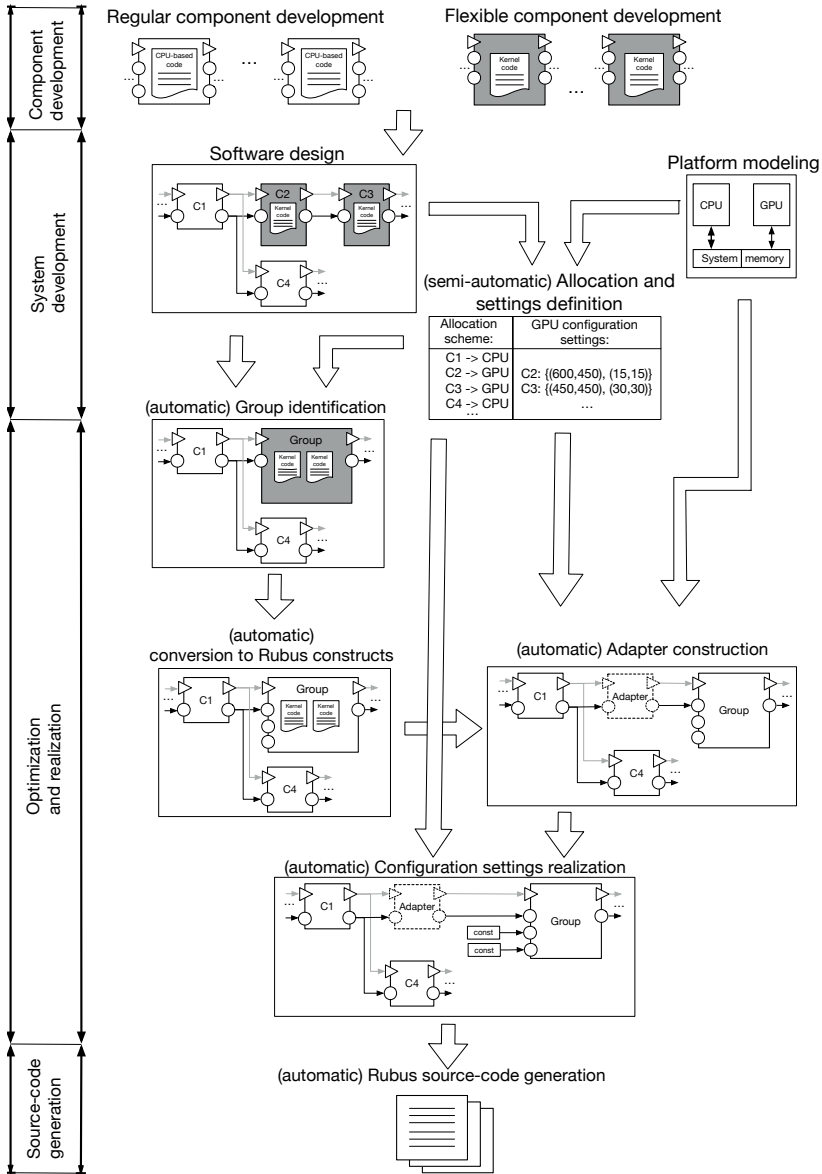 Regular component development
Flexible component development
Component
development
CPU-based
code
...
CPU-based
code
...
...
...
Kernel
code
...
Kernel
code
...
...
...
Software design
Platform modeling
System
development
C1
C2
Kernel
code
C3
Kernel
code
C4
...
...
...
CPU
GPU
System memory
(semi-automatic) Allocation and
settings definition
Allocation
scheme:
GPU configuration
settings:
C1 -> CPU
C2 -> GPU
C2: {(600,450), (15,15)}
C3 -> GPU
C3: {(450,450), (30,30)}
C4 -> CPU
...
...
(automatic) Group identification
Optimization
and realization
C1
Group
Kernel
code
Kernel
code
C4
...
...
...
(automatic)
conversion to Rubus constructs
C1
Group
Kernel
code
Kernel
code
C4
...
...
...
(automatic) Adapter construction
C1
Adapter
Group
C4
...
...
...
(automatic) Configuration settings realization
C1
Adapter
Group
const
const
C4
...
...
...
Source-code
generation
(automatic) Rubus source-code generation